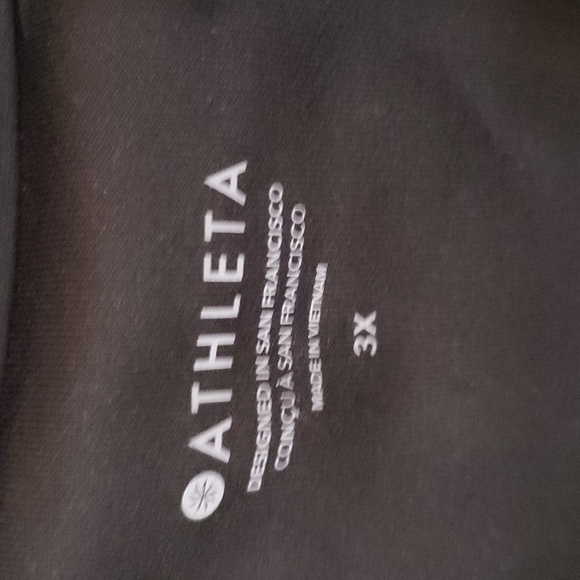 ATHLETA
DESIGNED IN SAN FRANCISCO
CONÇU À SAN FRANCISCO
MADE IN VIETNAM
3X